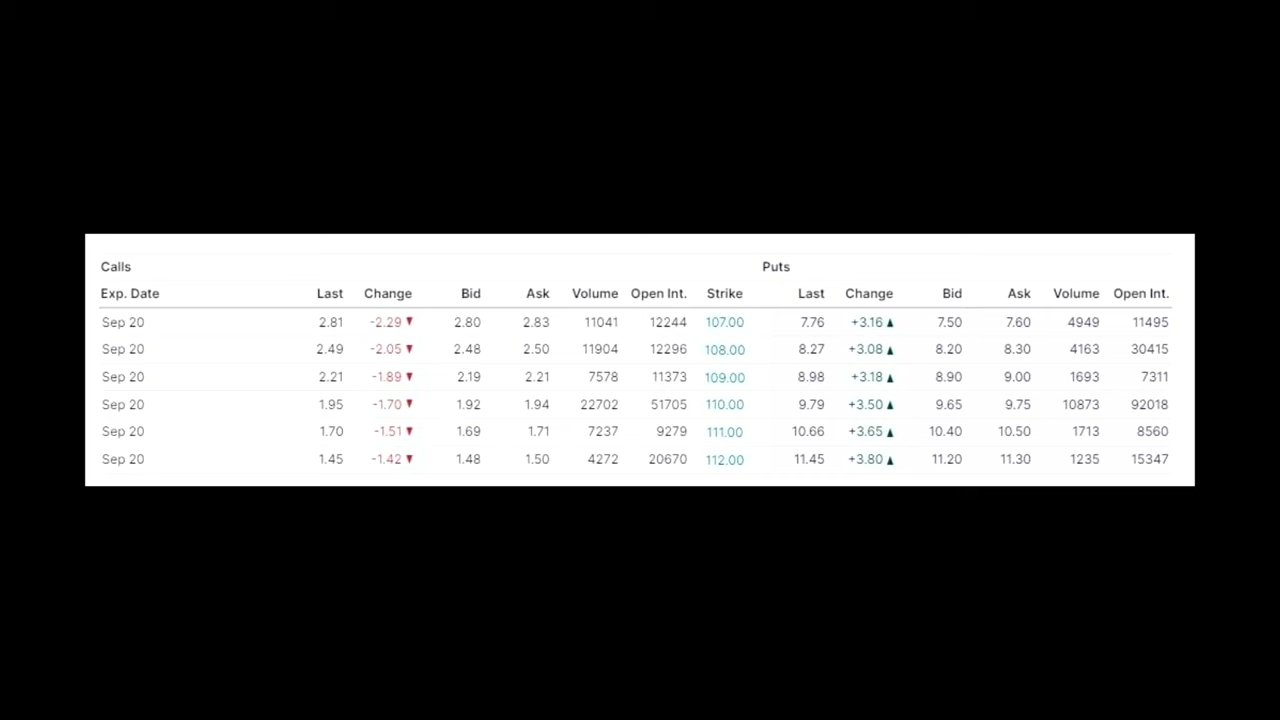 Calls Puts
Exp. Date Last Change Bid Ask Volume Open Int. Strike Last Change Bid Ask Volume Open Int.
Sep 20 2.81 -2.29 ▼ 2.80 2.83 11041 12244 107.00 7.76 +3.16 ▲ 7.50 7.60 4949 11495
Sep 20 2.49 -2.05 ▼ 2.48 2.50 11904 12296 108.00 8.27 +3.08 ▲ 8.20 8.30 4163 30415
Sep 20 2.21 -1.89 ▼ 2.19 2.21 7578 11373 109.00 8.98 +3.18 ▲ 8.90 9.00 1693 7311
Sep 20 1.95 -1.70 ▼ 1.92 1.94 22702 51705 110.00 9.79 +3.50 ▲ 9.65 9.75 10873 92018
Sep 20 1.70 -1.51 ▼ 1.69 1.71 7237 9279 111.00 10.66 +3.65 ▲ 10.40 10.50 1713 8560
Sep 20 1.45 -1.42 ▼ 1.48 1.50 4272 20670 112.00 11.45 +3.80 ▲ 11.20 11.30 1235 15347